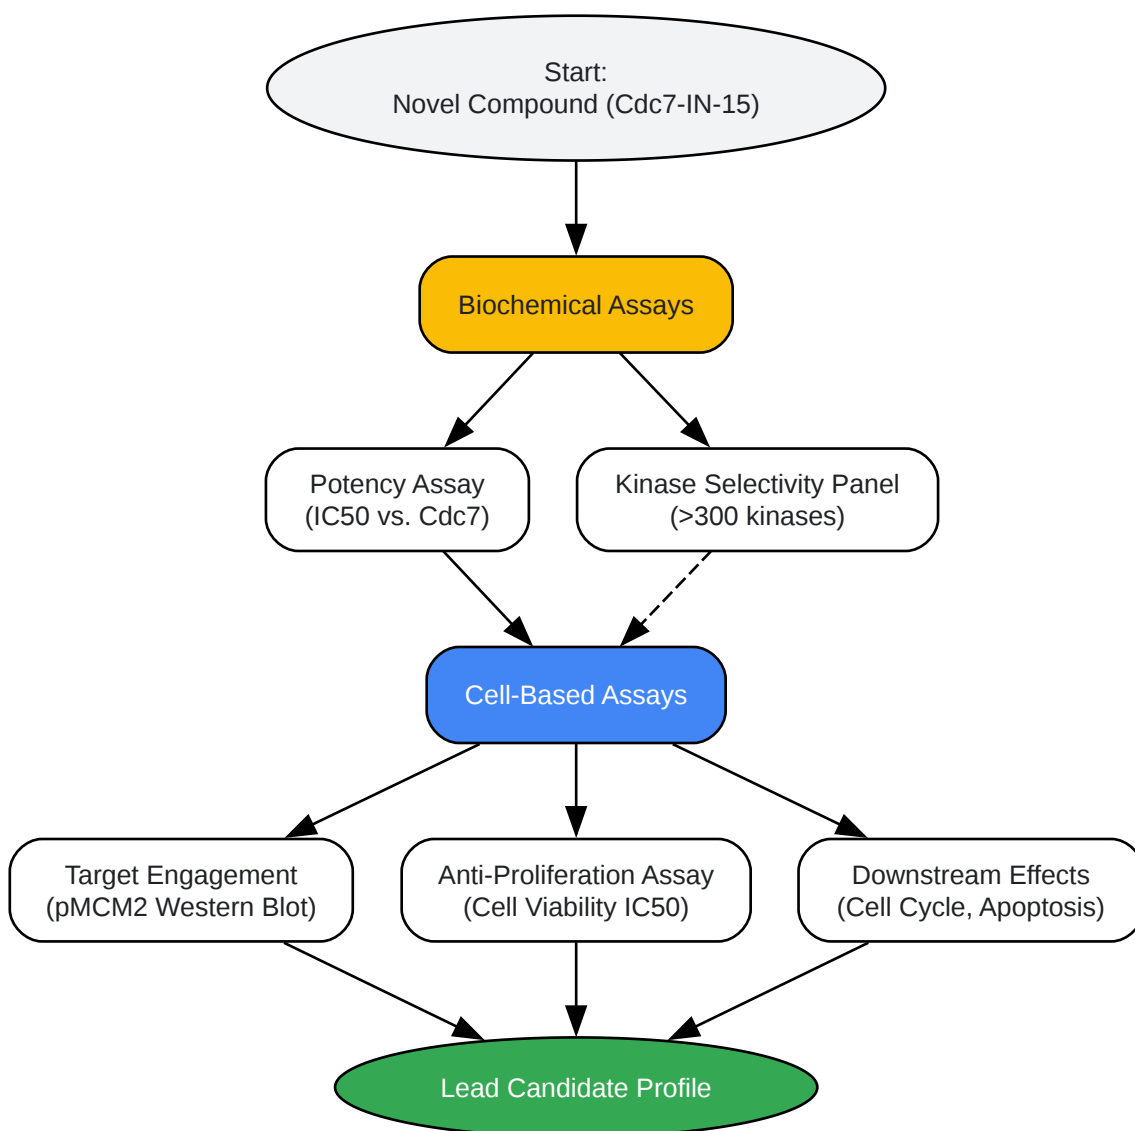 Start:
Novel Compound (Cdc7-IN-15)
Biochemical Assays
Potency Assay
(IC50 vs. Cdc7)
Kinase Selectivity Panel
(>300 kinases)
Cell-Based Assays
Target Engagement
(pMCM2 Western Blot)
Anti-Proliferation Assay
(Cell Viability IC50)
Downstream Effects
(Cell Cycle, Apoptosis)
Lead Candidate Profile